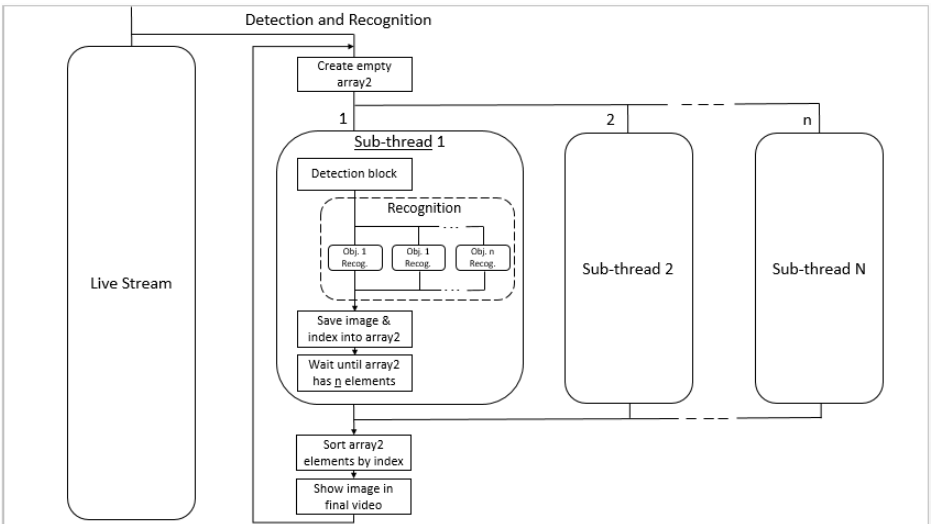 Detection and Recognition
Live Stream
Create empty
array2
1
2
n
Sub-thread 1
Detection block
Recognition
...
Obj. 1
Recog.
Obj. 1
Recog.
Obj. n
Recog.
...
Save image &
index into array2
Wait until array2
has n elements
Sub-thread 2
Sub-thread N
Sort array2
elements by index
Show image in
final video